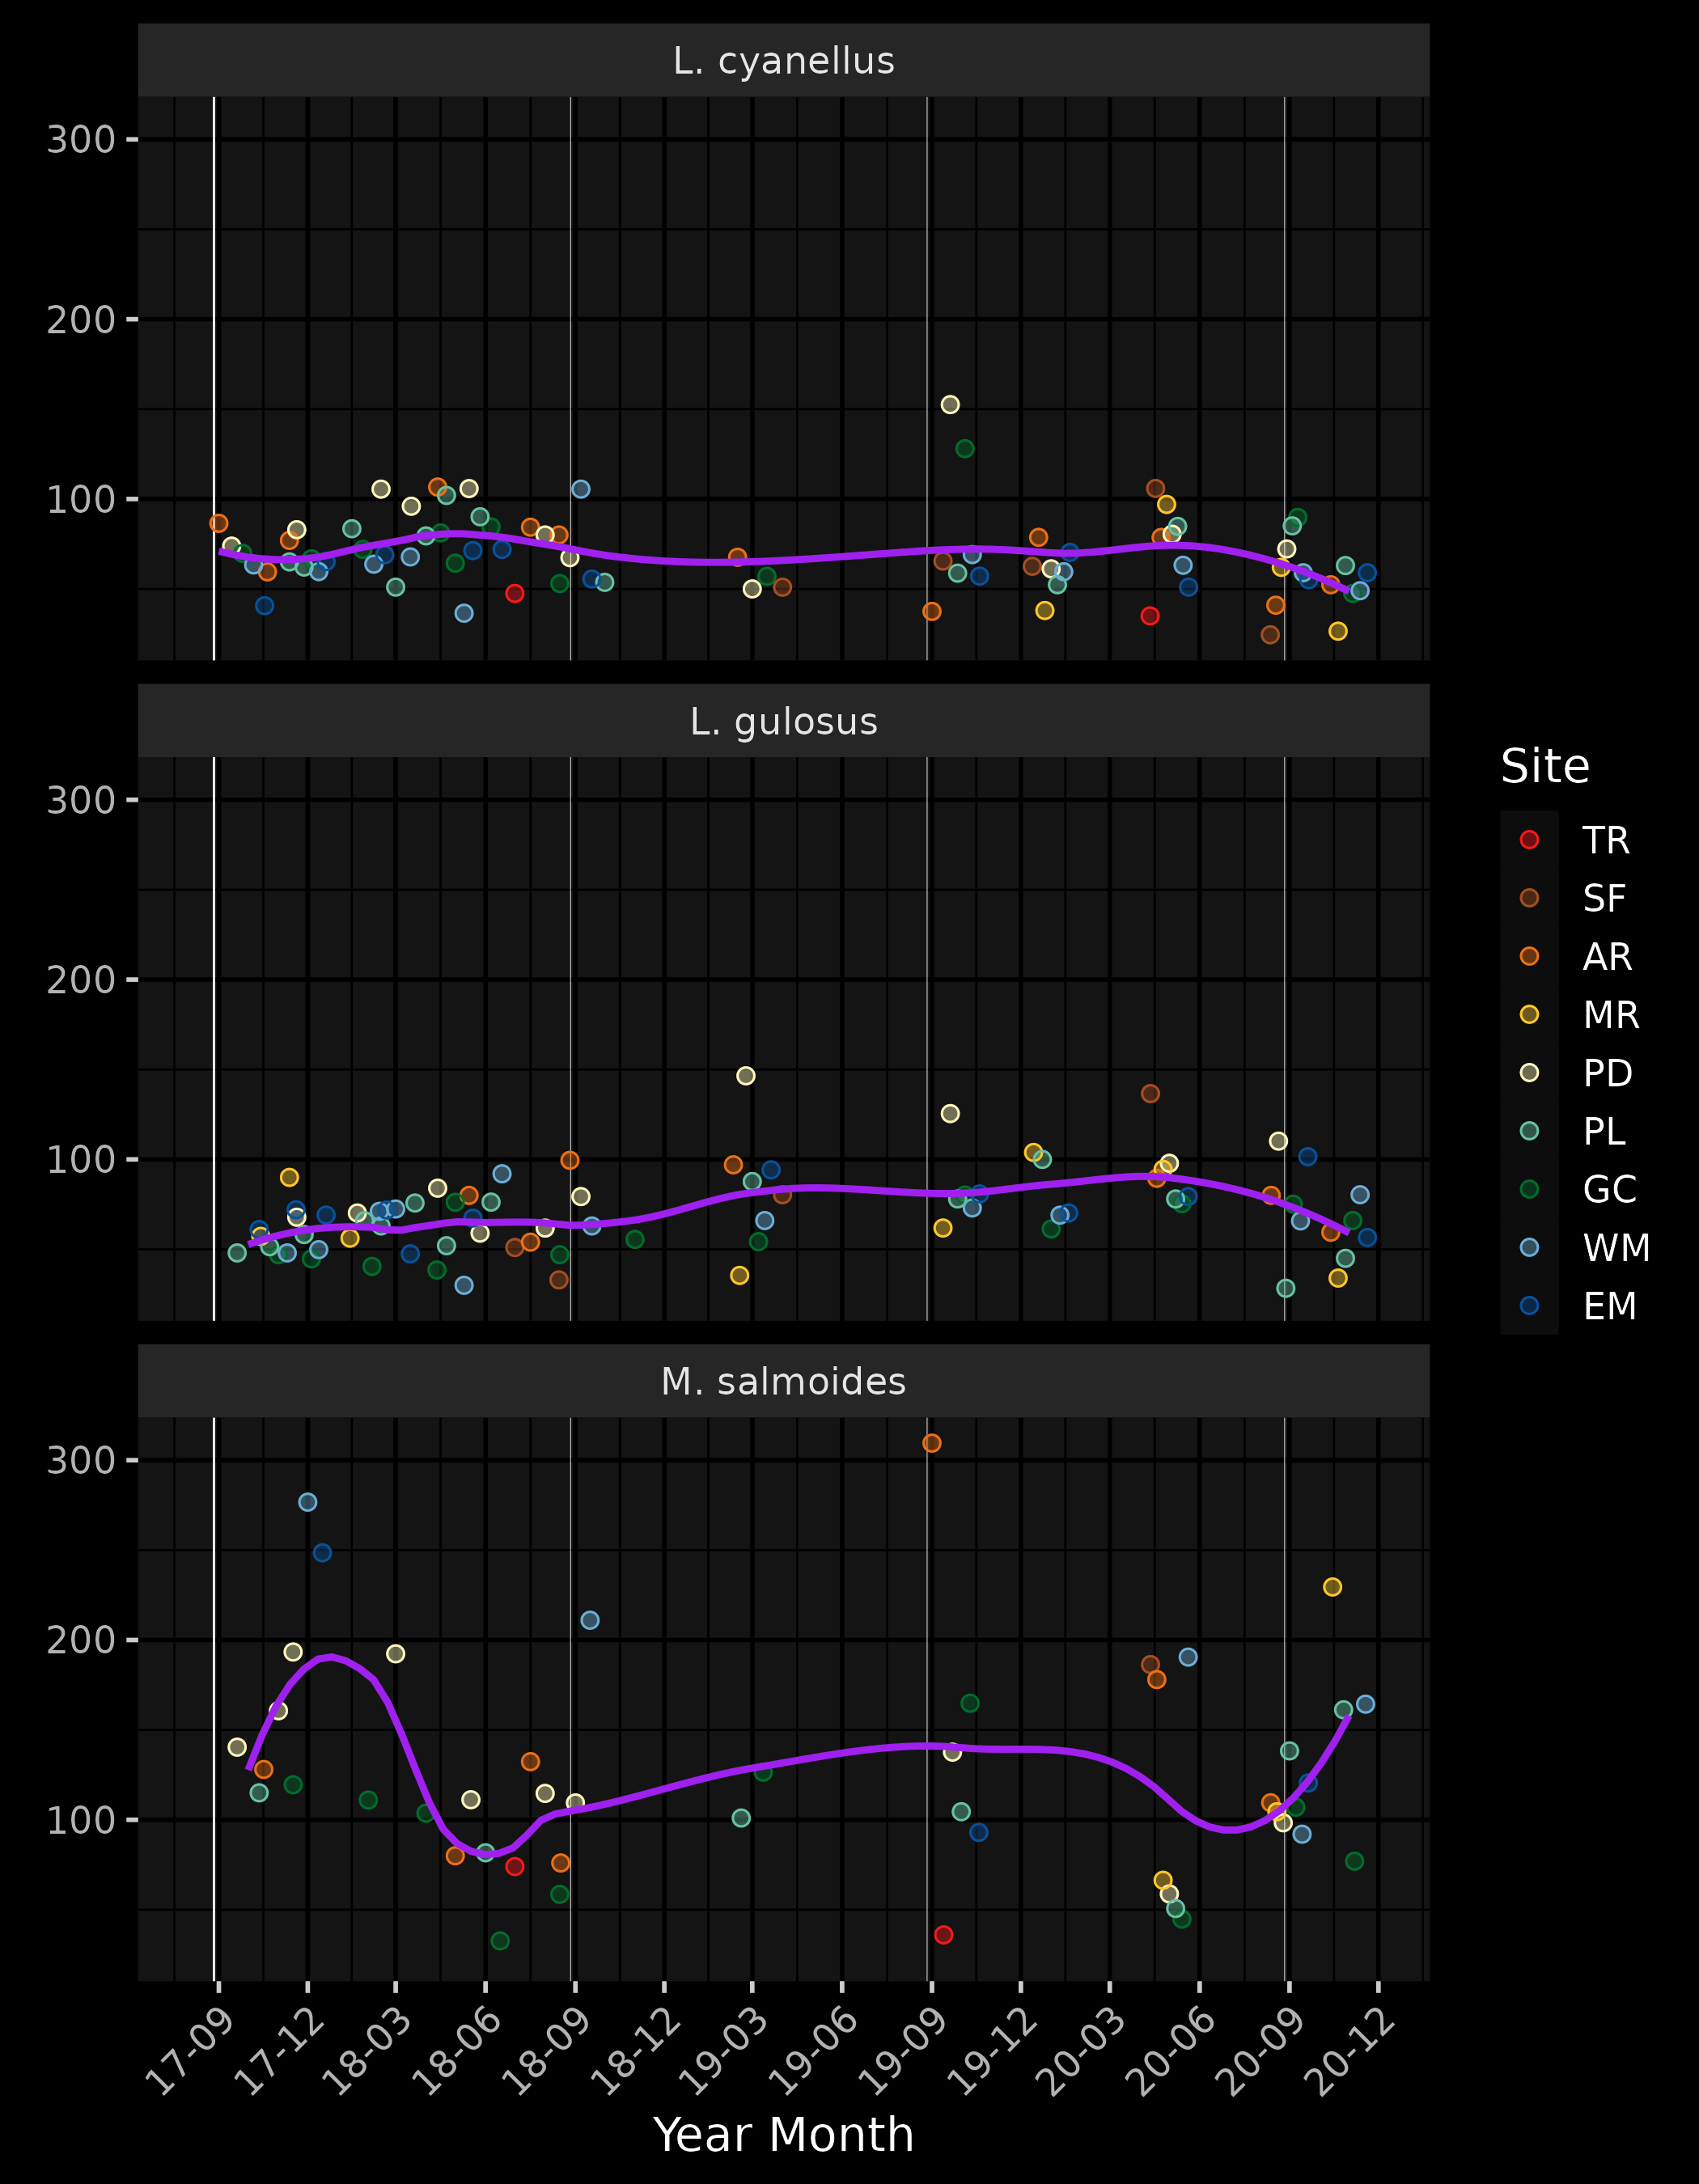 L. cyanellus
300
200
100
L. gulosus
300
200
100
M. salmoides
300
200
100
17-09
17-12
18-03
18-06
18-09
18-12
19-03
19-06
19-09
19-12
20-03
20-06
20-09
20-12
Year Month
Site
TR
SF
AR
MR
PD
PL
GC
WM
EM